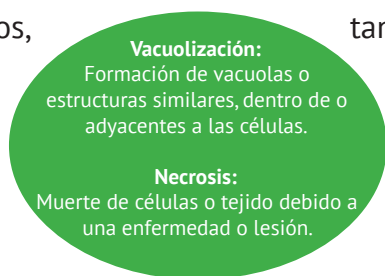 os,
tan
Vacuolización:
Formación de vacuolas o
estructuras similares, dentro de o
adyacentes a las células.
Necrosis:
Muerte de células o tejido debido a
una enfermedad o lesión.